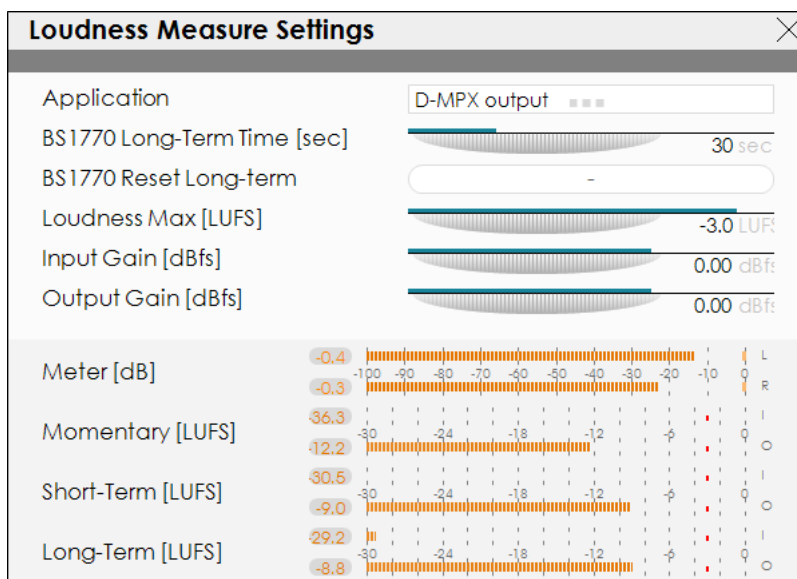 Loudness Measure Settings
Application D-MPX output
BS1770 Long-Term Time [sec] 30 sec
BS1770 Reset Long-term -
Loudness Max [LUFS] -3.0 LUFS
Input Gain [dBfs] 0.00 dBfs
Output Gain [dBfs] 0.00 dBfs
-0.4 L
Meter [dB] -100 -90 -80 -70 -60 -50 -40 -30 -20 -10 0
-0.3 R
-36.3 I
Momentary [LUFS] -30 -24 -18 -12 -6 0
-12.2 O
-30.5 I
Short-Term [LUFS] -30 -24 -18 -12 -6 0
-9.0 O
-29.2 I
Long-Term [LUFS] -30 -24 -18 -12 -6 0
-8.8 O